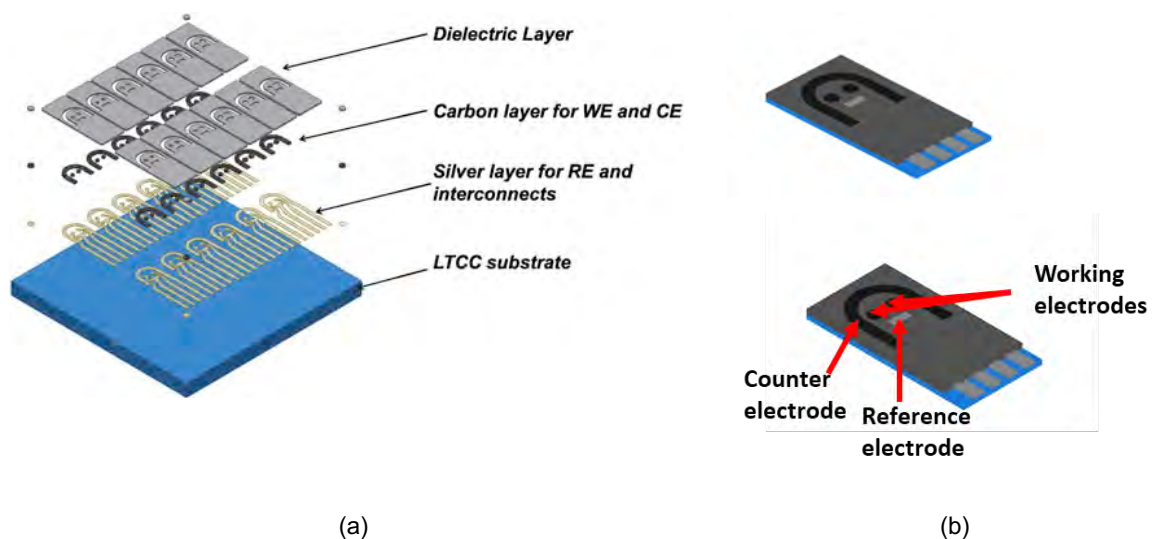 Dielectric Layer
Carbon layer for WE and CE
Silver layer for RE and
interconnects
LTCC substrate
Working
electrodes
Counter
electrode
Reference
electrode
(a)
(b)